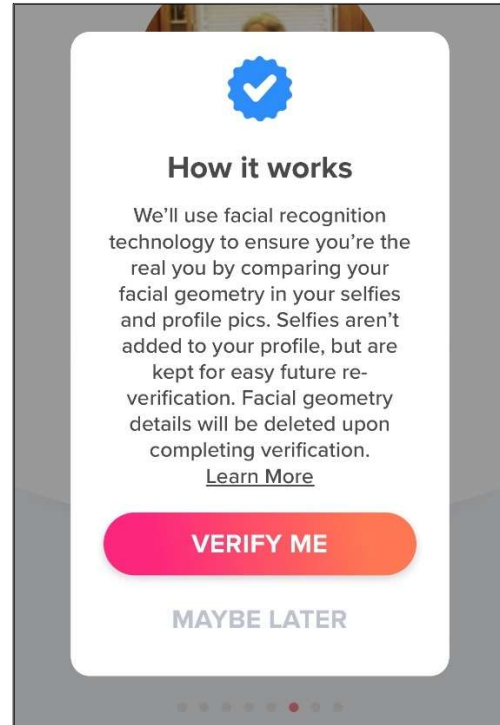 How it works
We’ll use facial recognition
technology to ensure you’re the
real you by comparing your
facial geometry in your selfies
and profile pics. Selfies aren’t
added to your profile, but are
kept for easy future re-
verification. Facial geometry
details will be deleted upon
completing verification.
Learn More
VERIFY ME
MAYBE LATER